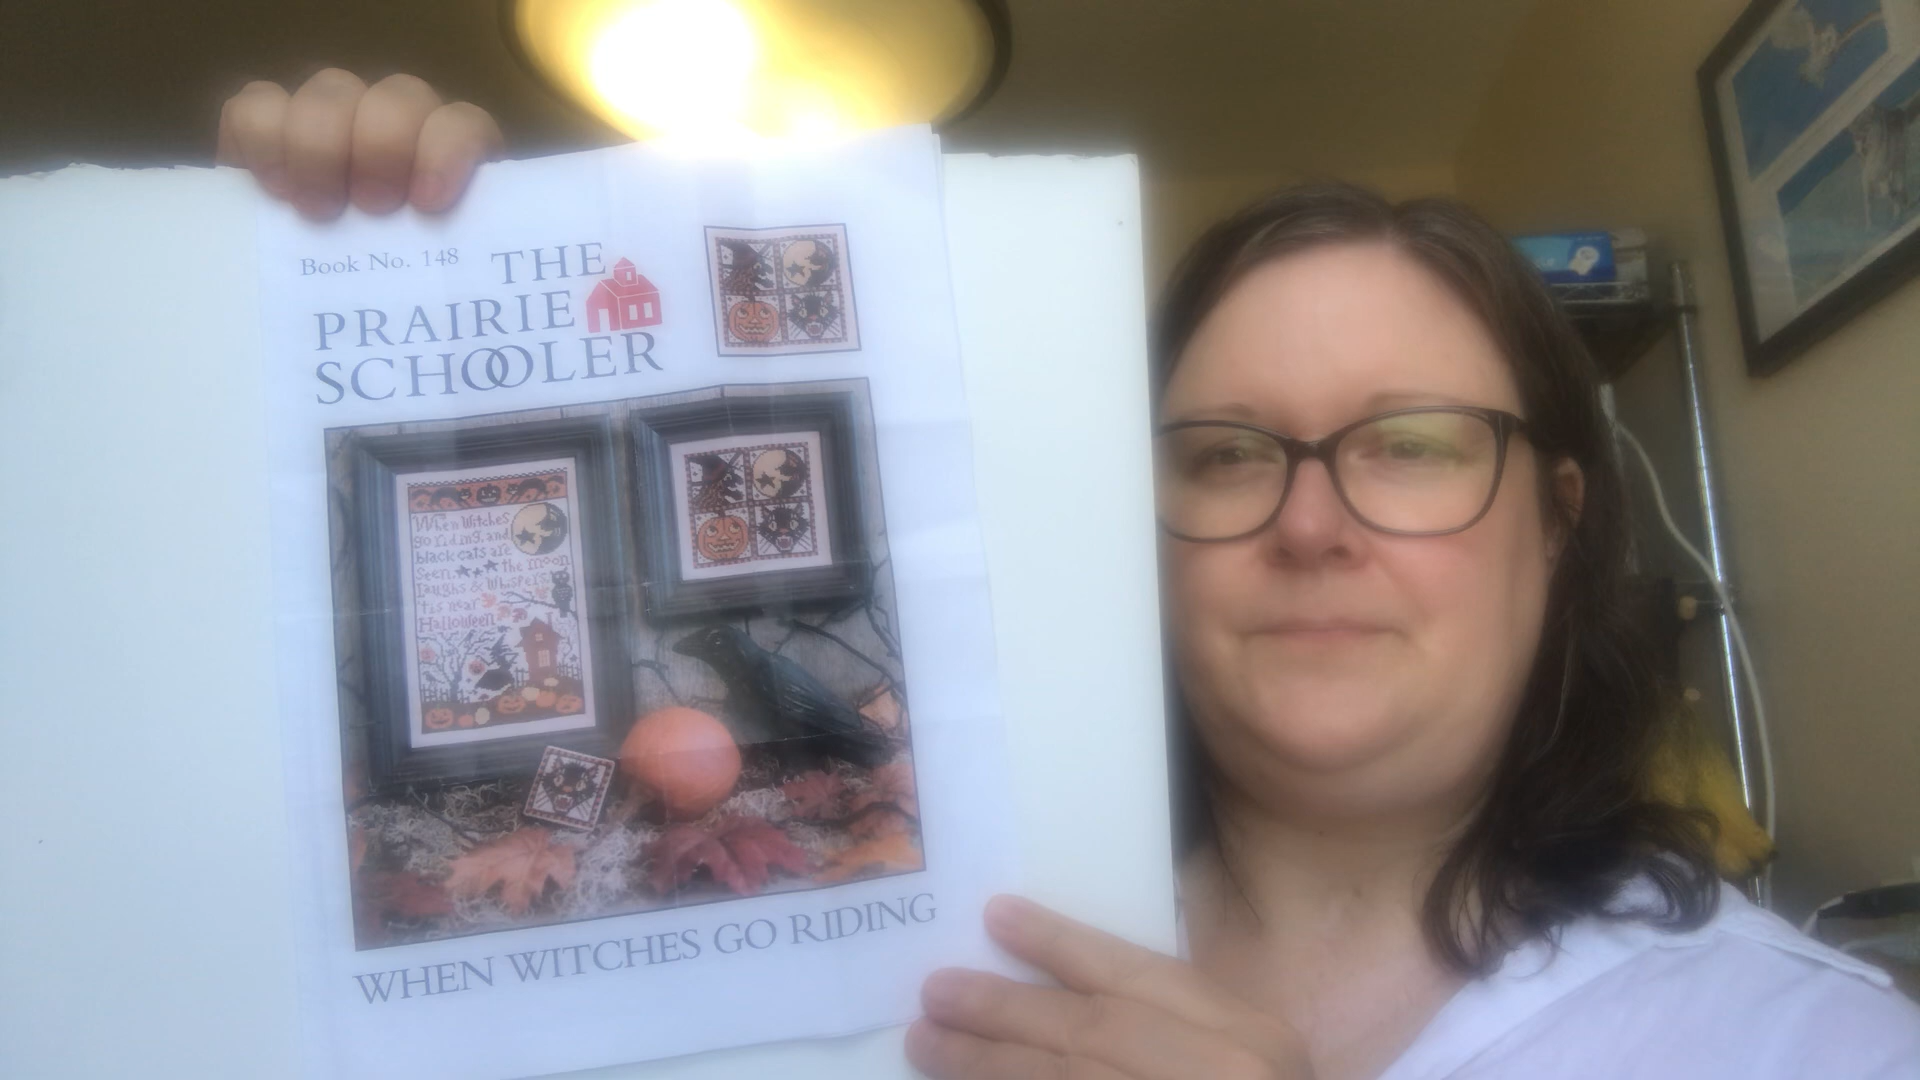 Book No. 148
THE
PRAIRIE
SCHOOLER
When Witches
go riding, and
black cats are
seen, the moon
laughs & whispers,
'tis near
Halloween
WHEN WITCHES GO RIDING